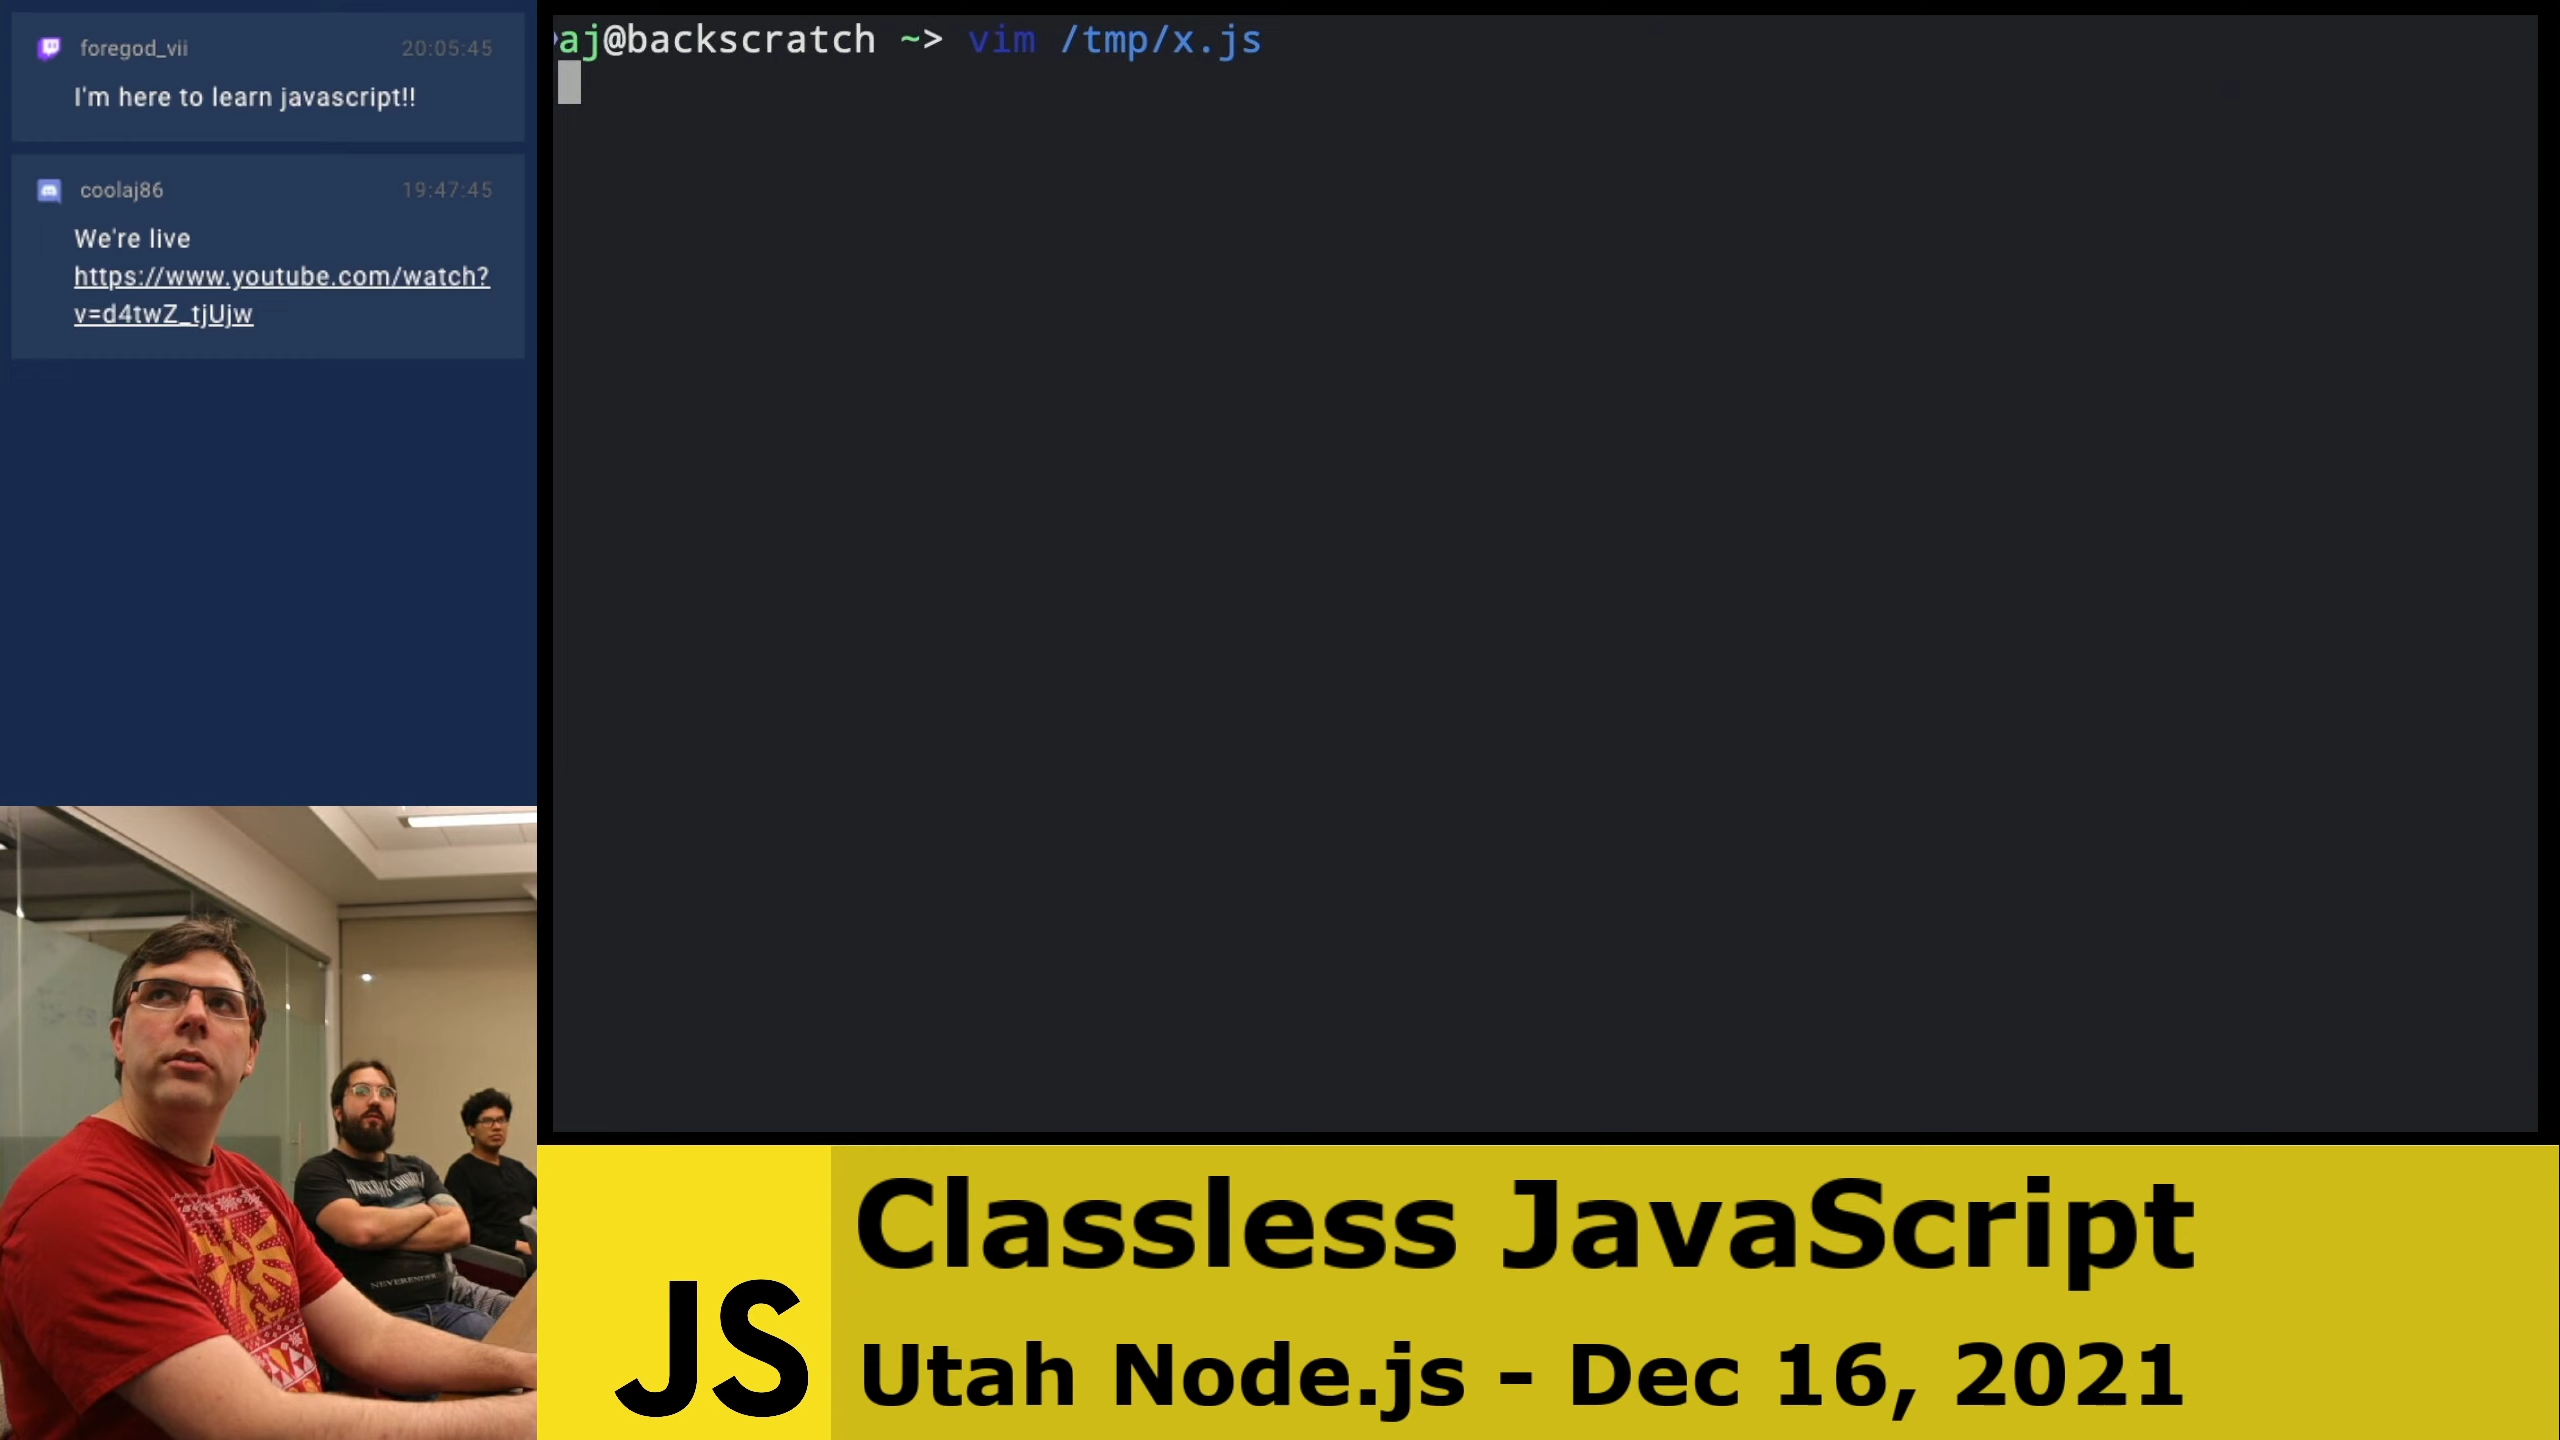 foregod_vii 20:05:45
I'm here to learn javascript!!
coolaj86 19:47:45
We're live
https://www.youtube.com/watch?
v=d4twZ_tjUjw
aj@backscratch ~> vim /tmp/x.js
NEVERENDER
JS
Classless JavaScript
Utah Node.js - Dec 16, 2021